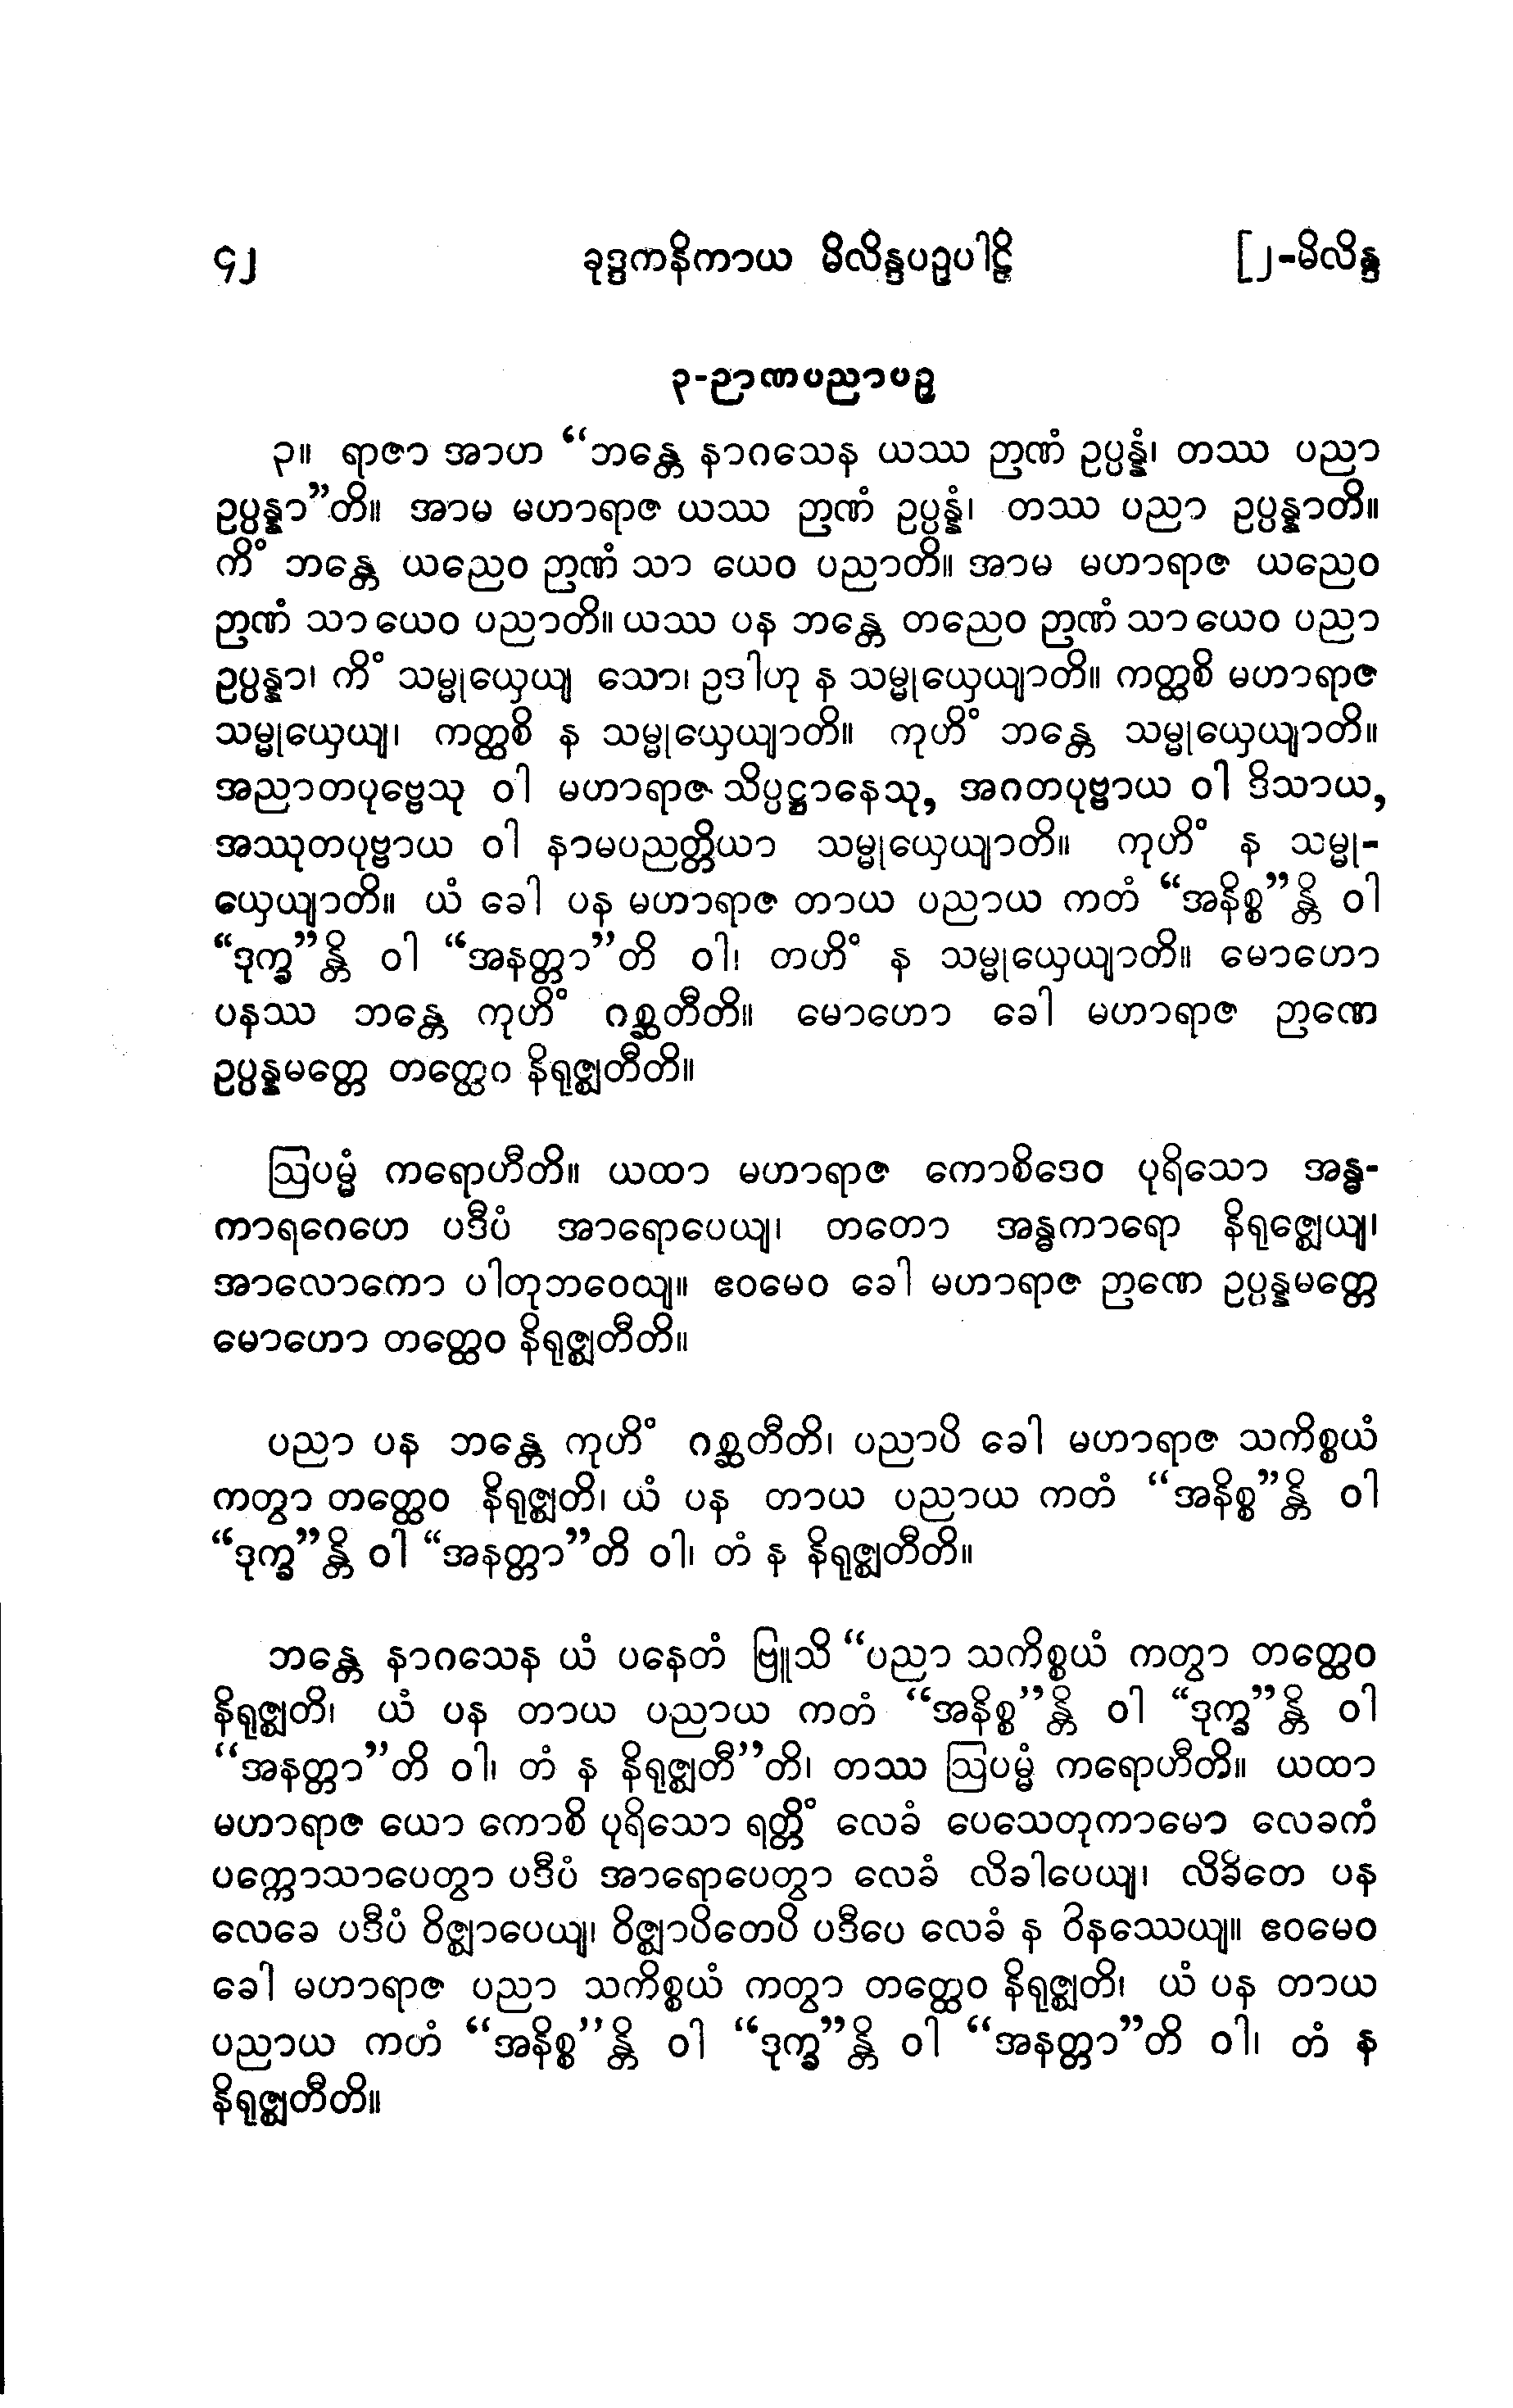 ၄၂ ခုဒ္ဒကနိကာယ မိလိန္ဒပဉှပါဠိ [၂-မိလိန္ဒ
၃-ဉာဏပညာပဉှ
၃။ ရာဇာ အာဟ “ဘန္တေ နာဂသေန ယဿ ဉာဏံ ဥပ္ပန္နံ၊ တဿ ပညာ
ဥပ္ပန္နာ”တိ။ အာမ မဟာရာဇ ယဿ ဉာဏံ ဥပ္ပန္နံ၊ တဿ ပညာ ဥပ္ပန္နာတိ။
ကိံ ဘန္တေ ယညေဝ ဉာဏံ သာ ယေဝ ပညာတိ။ အာမ မဟာရာဇ ယညေဝ
ဉာဏံ သာ ယေဝ ပညာတိ။ ယဿ ပန ဘန္တေ တညေဝ ဉာဏံ သာ ယေဝ ပညာ
ဥပ္ပန္နာ၊ ကိံ သမ္မုယှေယျ သော၊ ဥဒါဟု န သမ္မုယှေယျာတိ။ ကတ္ထစိ မဟာရာဇ
သမ္မုယှေယျ၊ ကတ္ထစိ န သမ္မုယှေယျာတိ။ ကုဟိံ ဘန္တေ သမ္မုယှေယျာတိ။
အညာတပုဗ္ဗေသု ဝါ မဟာရာဇ သိပ္ပဋ္ဌာနေသု, အဂတပုဗ္ဗာယ ဝါ ဒိသာယ,
အဿုတပုဗ္ဗာယ ဝါ နာမပညတ္တိယာ သမ္မုယှေယျာတိ။ ကုဟိံ န သမ္မု-
ယှေယျာတိ။ ယံ ခေါ ပန မဟာရာဇ တာယ ပညာယ ကတံ “အနိစ္စ”န္တိ ဝါ
“ဒုက္ခ”န္တိ ဝါ “အနတ္တာ”တိ ဝါ၊ တဟိံ န သမ္မုယှေယျာတိ။ မောဟော
ပနဿ ဘန္တေ ကုဟိံ ဂစ္ဆတီတိ။ မောဟော ခေါ မဟာရာဇ ဉာဏေ
ဥပ္ပန္နမတ္တေ တတ္ထေဝ နိရုဇ္ဈတီတိ။
ဩပမ္မံ ကရောဟီတိ။ ယထာ မဟာရာဇ ကောစိဒေဝ ပုရိသော အန္ဓ-
ကာရဂေဟေ ပဒီပံ အာရောပေယျ၊ တတော အန္ဓကာရော နိရုဇ္ဈေယျ၊
အာလောကော ပါတုဘဝေယျ။ ဧဝမေဝ ခေါ မဟာရာဇ ဉာဏေ ဥပ္ပန္နမတ္တေ
မောဟော တတ္ထေဝ နိရုဇ္ဈတီတိ။
ပညာ ပန ဘန္တေ ကုဟိံ ဂစ္ဆတီတိ၊ ပညာပိ ခေါ မဟာရာဇ သကိစ္စယံ
ကတွာ တတ္ထေဝ နိရုဇ္ဈတိ၊ ယံ ပန တာယ ပညာယ ကတံ “အနိစ္စ”န္တိ ဝါ
“ဒုက္ခ”န္တိ ဝါ “အနတ္တာ”တိ ဝါ၊ တံ န နိရုဇ္ဈတီတိ။
ဘန္တေ နာဂသေန ယံ ပနေတံ ဗြူသိ “ပညာ သကိစ္စယံ ကတွာ တတ္ထေဝ
နိရုဇ္ဈတိ၊ ယံ ပန တာယ ပညာယ ကတံ “အနိစ္စ”န္တိ ဝါ “ဒုက္ခ”န္တိ ဝါ
“အနတ္တာ”တိ ဝါ၊ တံ န နိရုဇ္ဈတီ”တိ၊ တဿ ဩပမ္မံ ကရောဟီတိ။ ယထာ
မဟာရာဇ ယော ကောစိ ပုရိသော ရတ္တိံ လေခံ ပေသေတုကာမော လေခကံ
ပက္ကောသာပေတွာ ပဒီပံ အာရောပေတွာ လေခံ လိခါပေယျ၊ လိခိတေ ပန
လေခေ ပဒီပံ ဝိဇ္ဈာပေယျ၊ ဝိဇ္ဈာပိတေပိ ပဒီပေ လေခံ န ဝိနဿေယျ။ ဧဝမေဝ
ခေါ မဟာရာဇ ပညာ သကိစ္စယံ ကတွာ တတ္ထေဝ နိရုဇ္ဈတိ၊ ယံ ပန တာယ
ပညာယ ကတံ “အနိစ္စ”န္တိ ဝါ “ဒုက္ခ”န္တိ ဝါ “အနတ္တာ”တိ ဝါ၊ တံ န
နိရုဇ္ဈတီတိ။